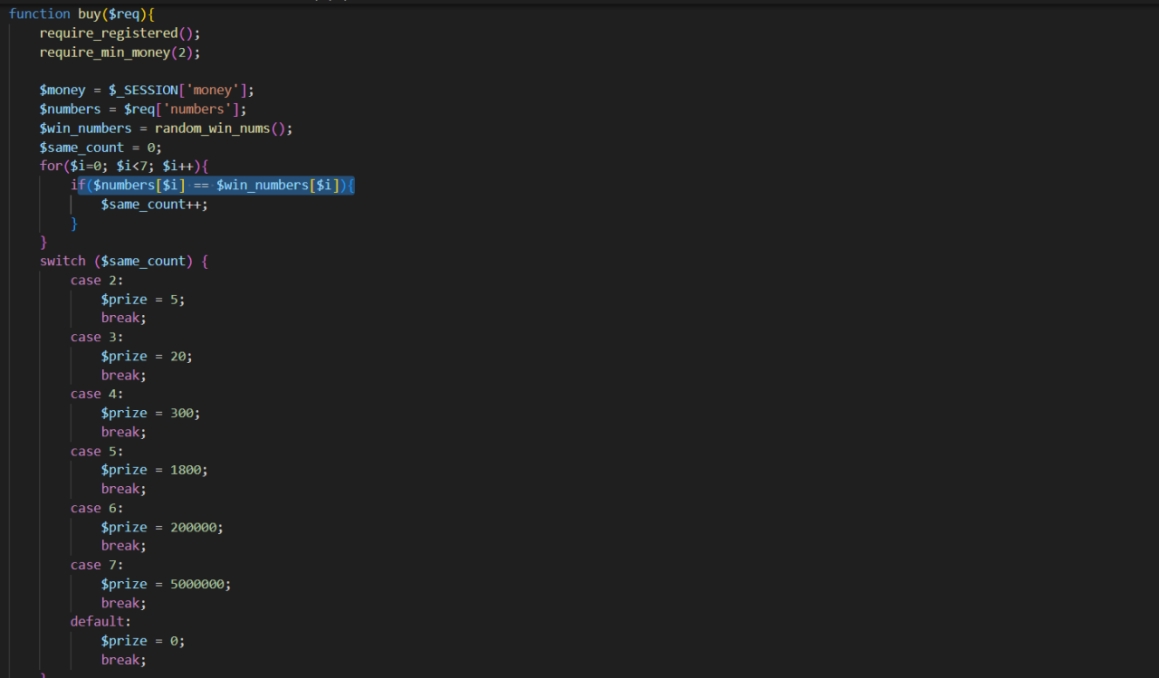 function buy($req){
require_registered();
require_min_money(2);
$money = $_SESSION['money'];
$numbers = $req['numbers'];
$win_numbers = random_win_nums();
$same_count = 0;
for($i=0; $i<7; $i++){
if($numbers[$i] == $win_numbers[$i]){
$same_count++;
}
}
switch ($same_count) {
case 2:
$prize = 5;
break;
case 3:
$prize = 20;
break;
case 4:
$prize = 300;
break;
case 5:
$prize = 1800;
break;
case 6:
$prize = 200000;
break;
case 7:
$prize = 5000000;
break;
default:
$prize = 0;
break;
}